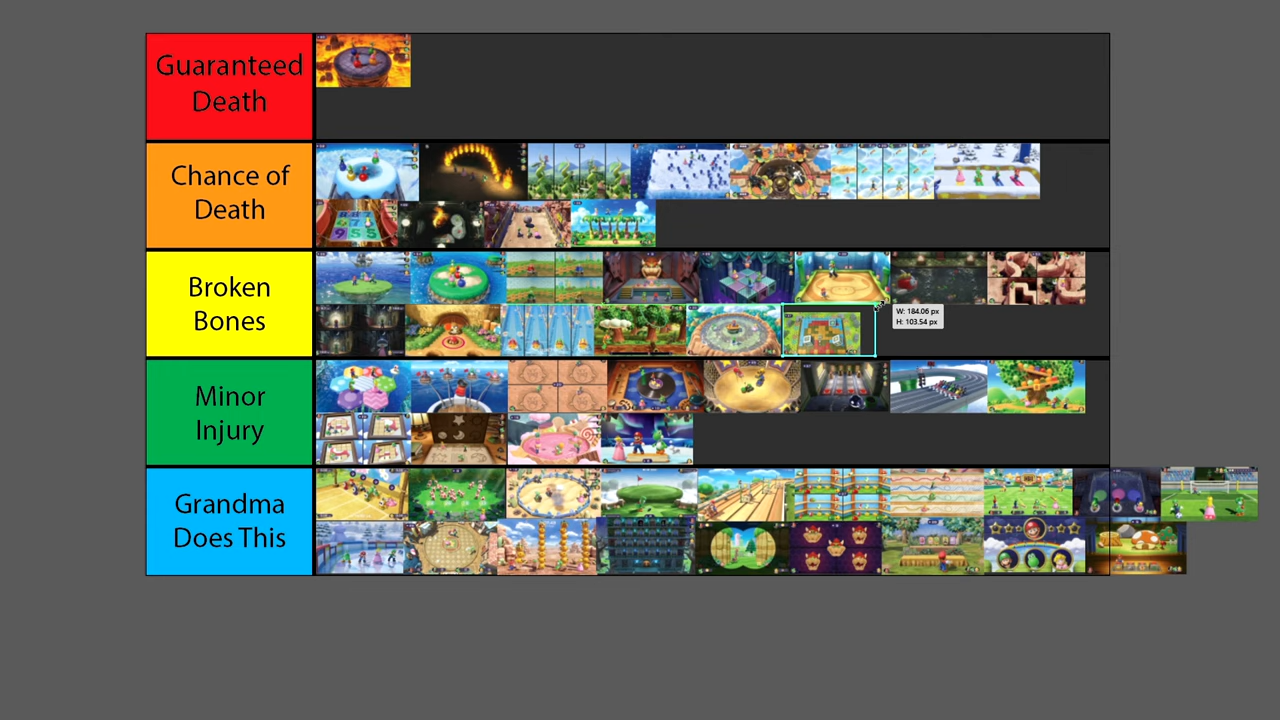 Guaranteed
Death
Chance of
Death
Broken
Bones
W: 184.06 px
H: 103.54 px
Minor
Injury
Grandma
Does This